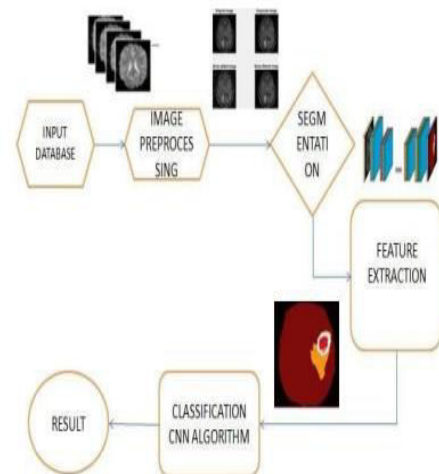 INPUT
DATABASE
IMAGE
PREPROCES
SING
SEGM
ENTATI
ON
FEATURE
EXTRACTION
CLASSIFICATION
CNN ALGORITHM
RESULT